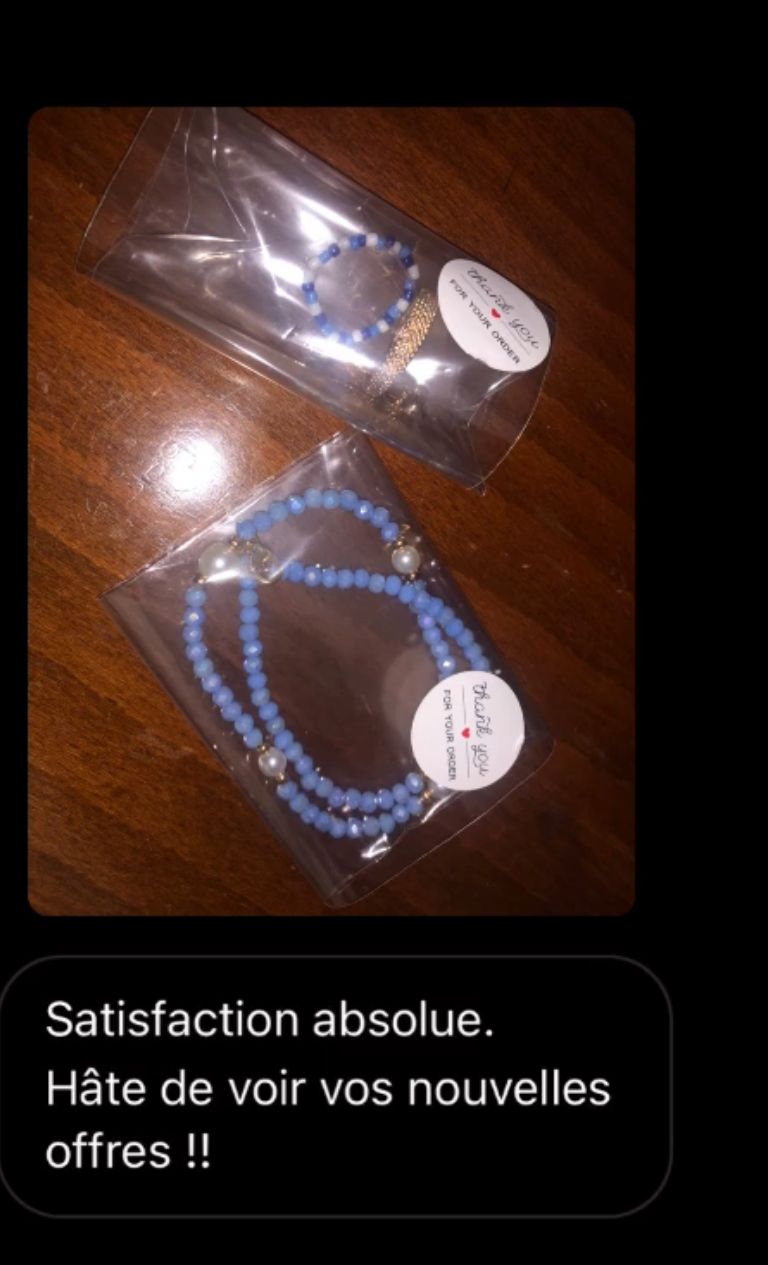 thank you
FOR YOUR ORDER
thank you
FOR YOUR ORDER
Satisfaction absolue.
Hâte de voir vos nouvelles
offres !!